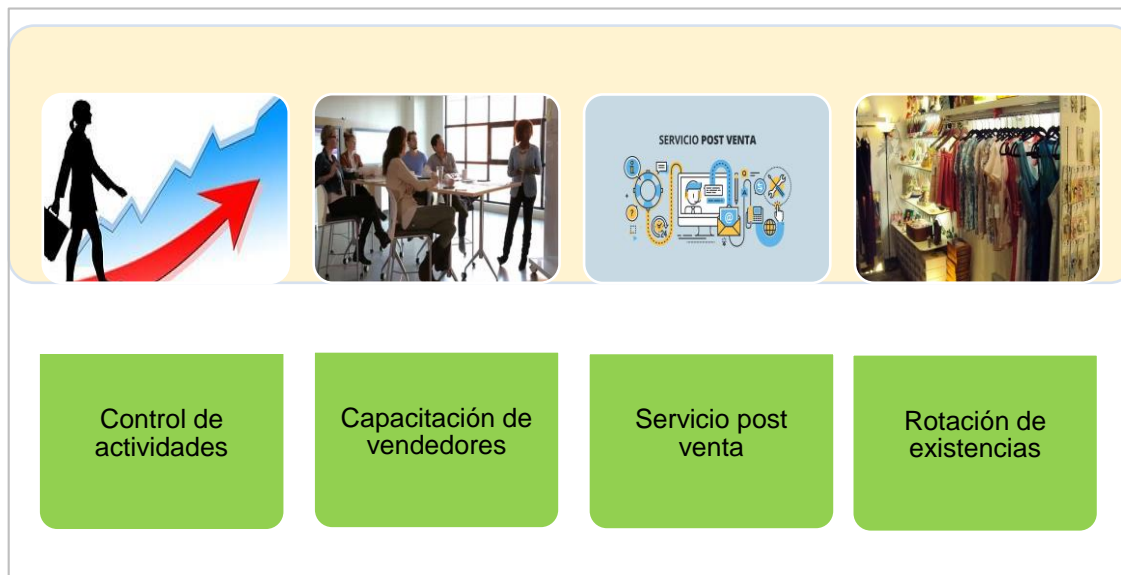 SERVICIO POST VENTA
Control de
actividades
Capacitación de
vendedores
Servicio post
venta
Rotación de
existencias